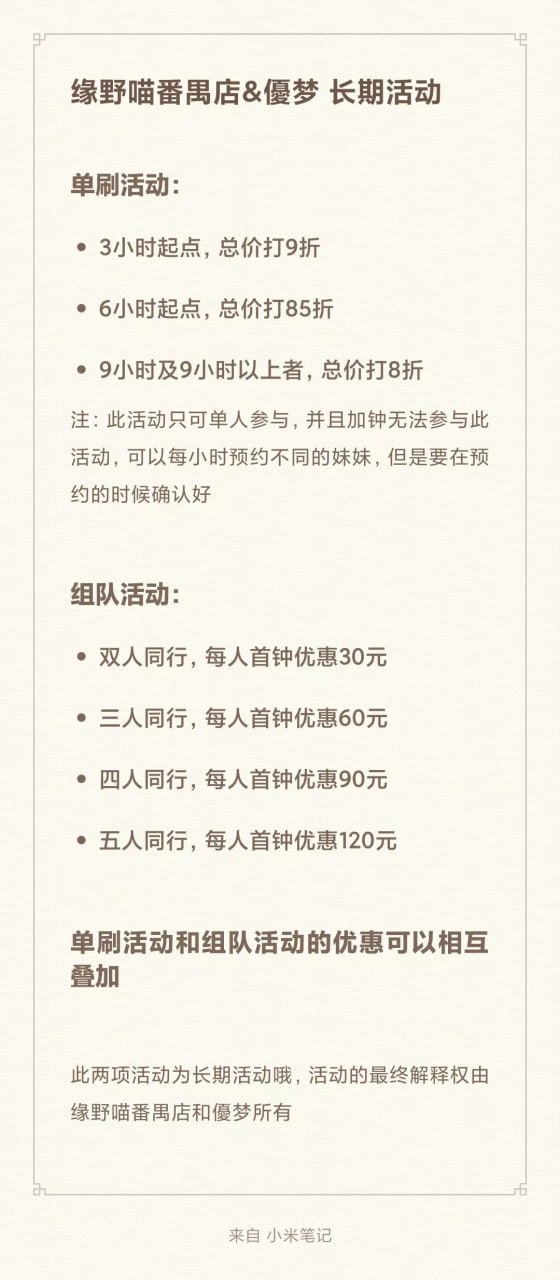 缘野喵番禺店&優梦 长期活动
单刷活动：
• 3小时起点，总价打9折
• 6小时起点，总价打85折
• 9小时及9小时以上者，总价打8折
注：此活动只可单人参与，并且加钟无法参与此
活动，可以每小时预约不同的妹妹，但是要在预
约的时候确认好
组队活动：
• 双人同行，每人首钟优惠30元
• 三人同行，每人首钟优惠60元
• 四人同行，每人首钟优惠90元
• 五人同行，每人首钟优惠120元
单刷活动和组队活动的优惠可以相互
叠加
此两项活动为长期活动哦，活动的最终解释权由
缘野喵番禺店和優梦所有
来自 小米笔记